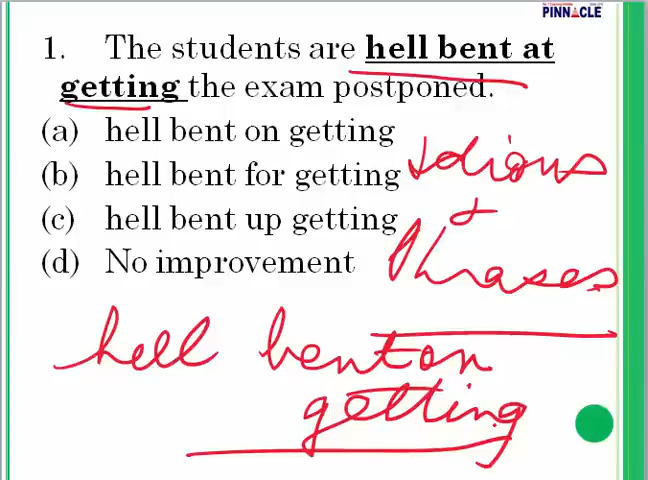 PINNACLE
1. The students are hell bent at
getting the exam postponed.
(a) hell bent on getting
(b) hell bent for getting
(c) hell bent up getting
(d) No improvement
Idioms
&
Phrases
hell bent on
getting